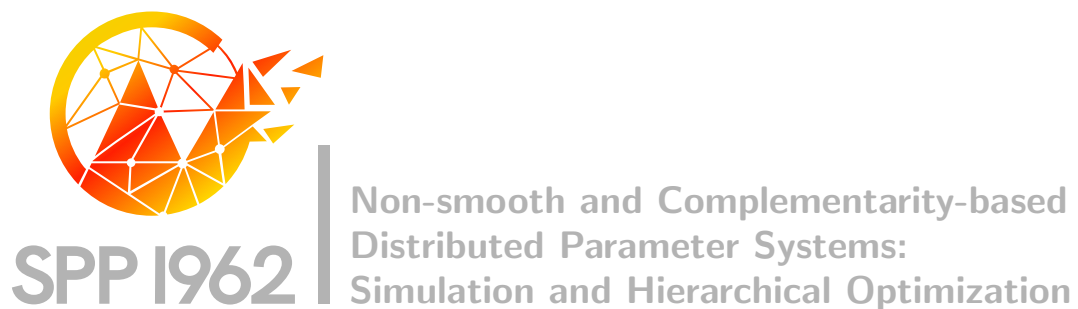 SPP 1962
Non-smooth and Complementarity-based
Distributed Parameter Systems:
Simulation and Hierarchical Optimization